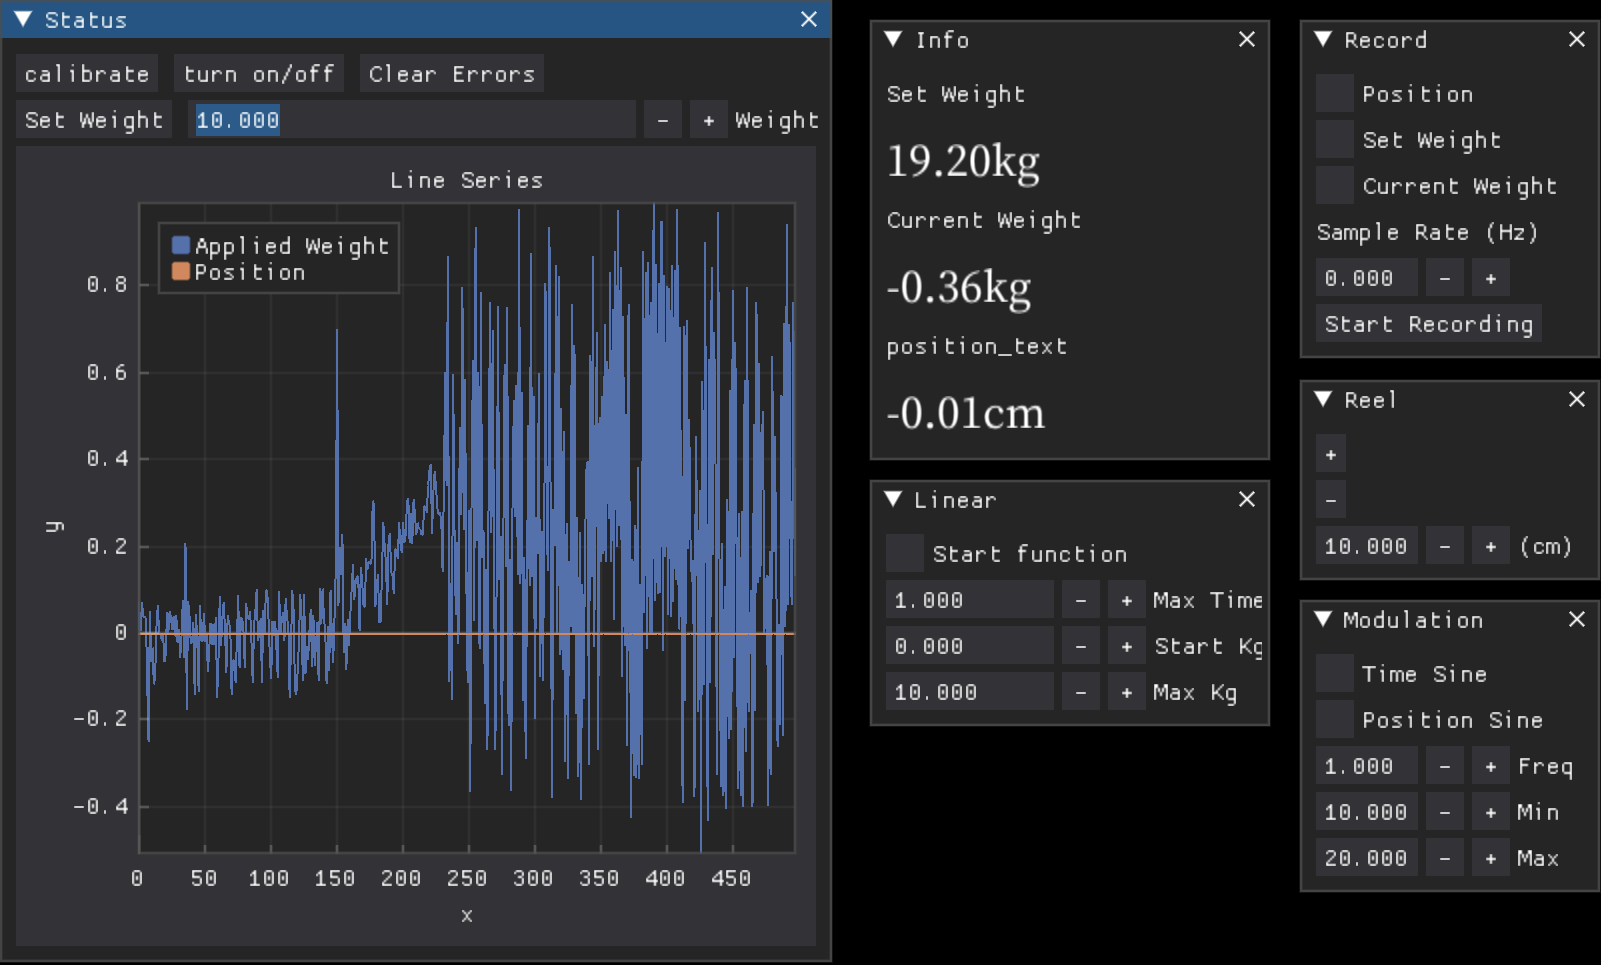 Status
calibrate turn on/off Clear Errors
Set Weight 10.000 - + Weight
Line Series
Applied Weight
Position
0.8
0.6
0.4
0.2
0
-0.2
-0.4
y
0 50 100 150 200 250 300 350 400 450
x
Info
Set Weight
19.20kg
Current Weight
-0.36kg
position_text
-0.01cm
Linear
Start function
1.000 - + Max Time
0.000 - + Start Kg
10.000 - + Max Kg
Record
Position
Set Weight
Current Weight
Sample Rate (Hz)
0.000 - +
Start Recording
Reel
+
-
10.000 - + (cm)
Modulation
Time Sine
Position Sine
1.000 - + Freq
10.000 - + Min
20.000 - + Max